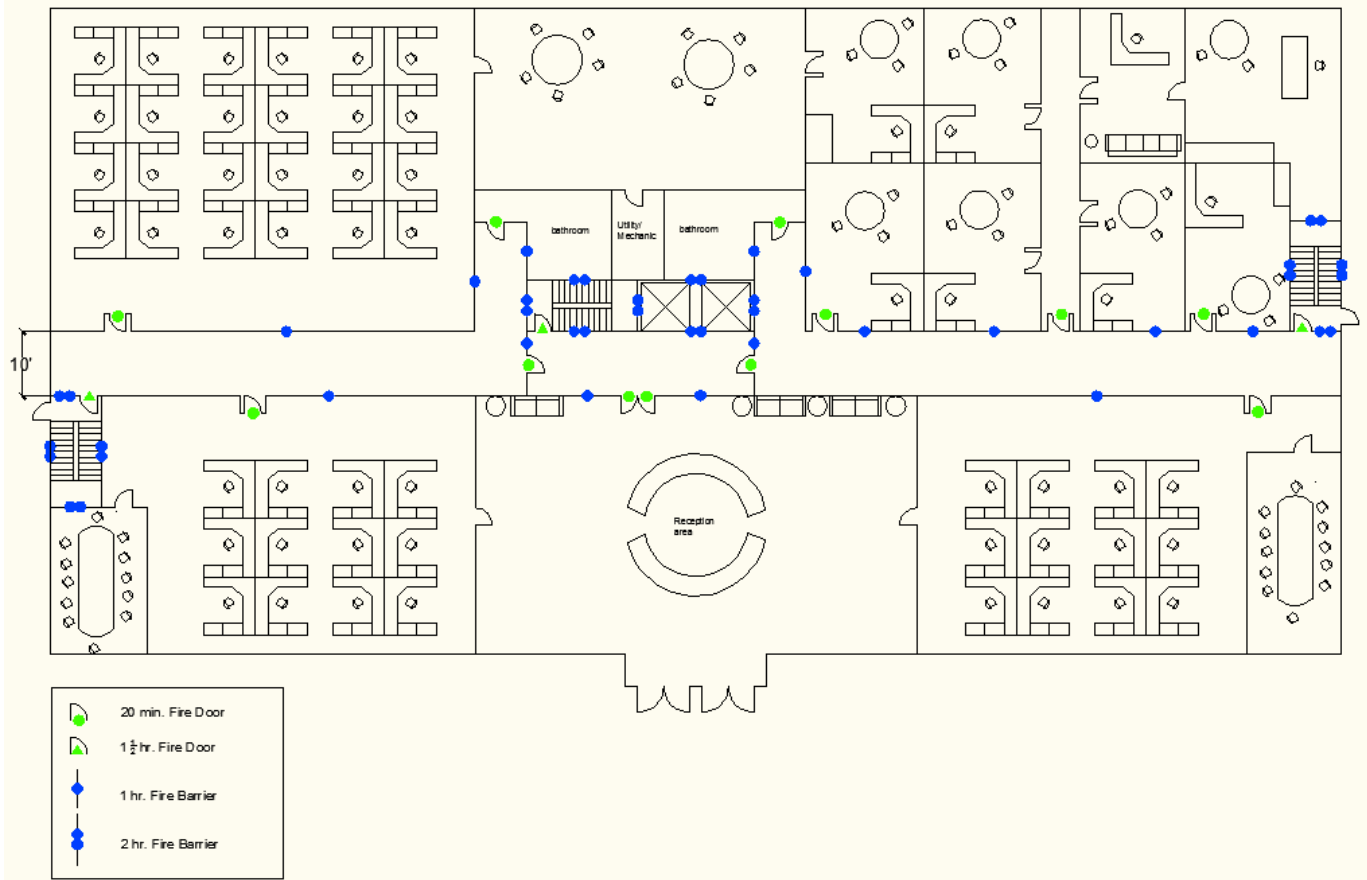 bathroom
Utility/
Mechanic
bathroom
10'
Reception
area
20 min. Fire Door
1 ½ hr. Fire Door
1 hr. Fire Barrier
2 hr. Fire Barrier